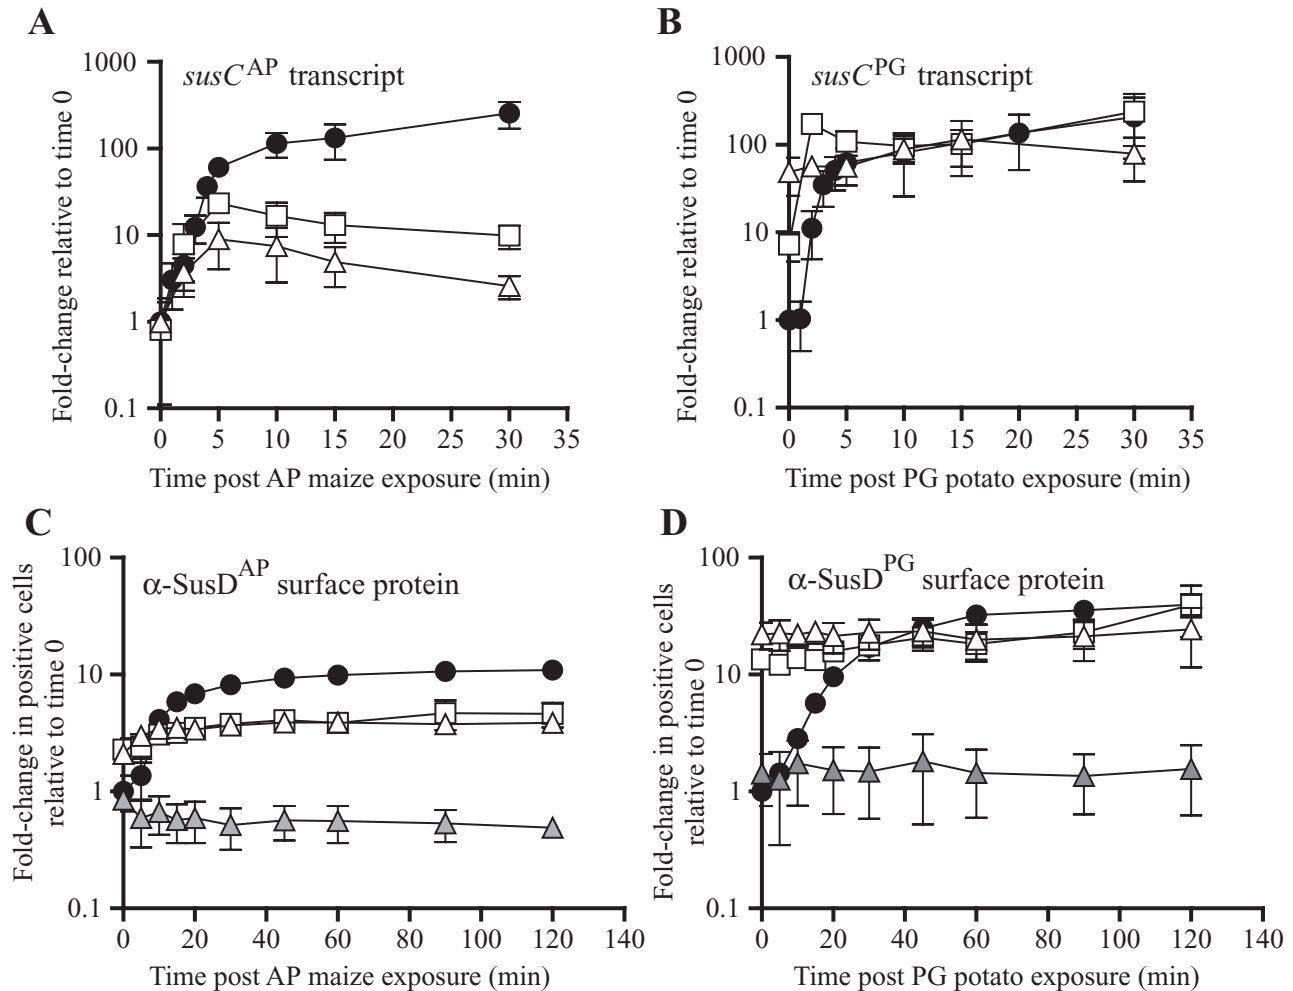 A
susC^AP transcript
Fold-change relative to time 0
1000
100
10
1
0.1
0 5 10 15 20 25 30 35
Time post AP maize exposure (min)
B
susC^PG transcript
Fold-change relative to time 0
1000
100
10
1
0.1
0 5 10 15 20 25 30 35
Time post PG potato exposure (min)
C
α-SusD^AP surface protein
Fold-change in positive cells
relative to time 0
100
10
1
0.1
0 20 40 60 80 100 120 140
Time post AP maize exposure (min)
D
α-SusD^PG surface protein
Fold-change in positive cells
relative to time 0
100
10
1
0.1
0 20 40 60 80 100 120 140
Time post PG potato exposure (min)